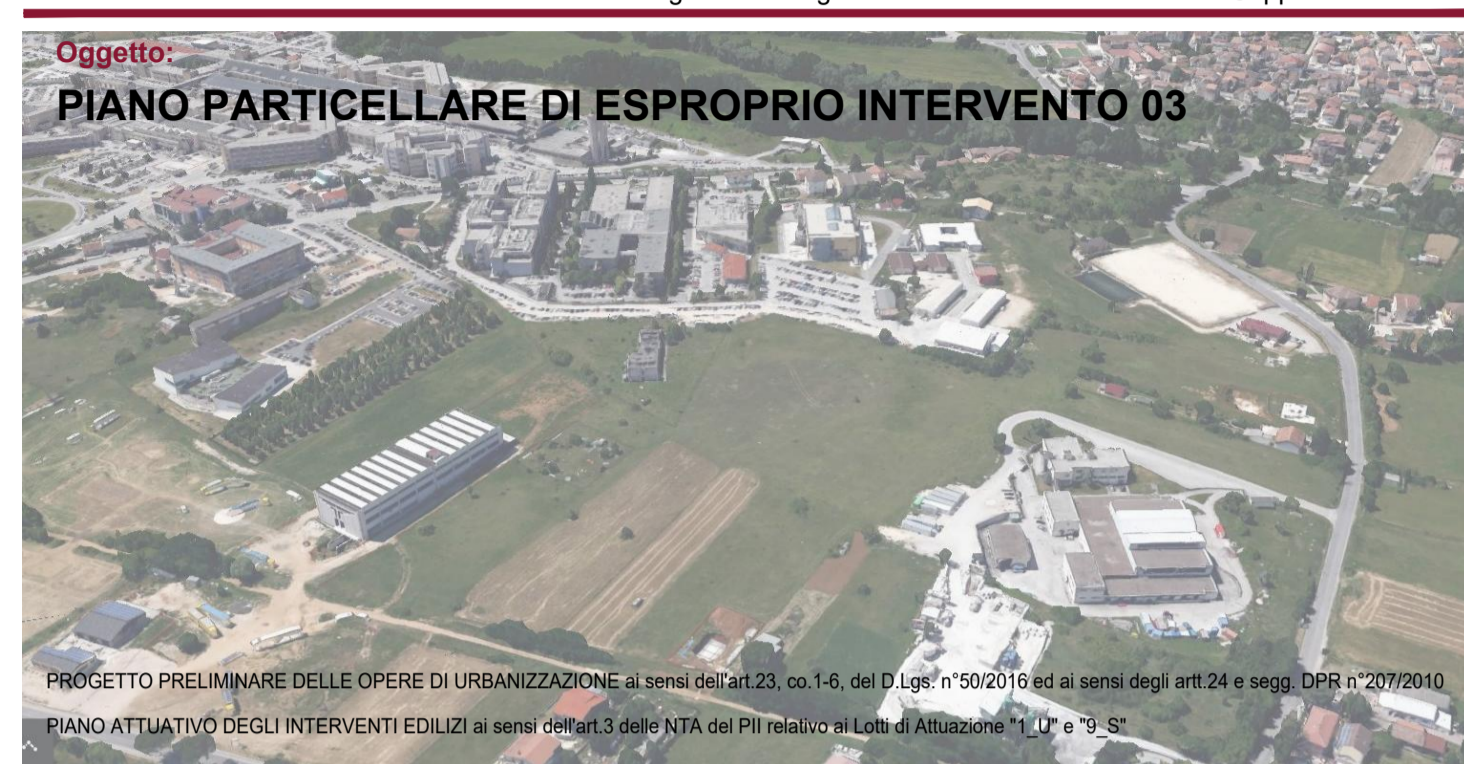 Oggetto:
PIANO PARTICELLARE DI ESPROPRIO INTERVENTO 03
PROGETTO PRELIMINARE DELLE OPERE DI URBANIZZAZIONE ai sensi dell'art.23, co.1-6, del D.Lgs. n°50/2016 ed ai sensi degli artt.24 e segg. DPR n°207/2010
PIANO ATTUATIVO DEGLI INTERVENTI EDILIZI ai sensi dell'art.3 delle NTA del PII relativo ai Lotti di Attuazione "1_U" e "9_S"